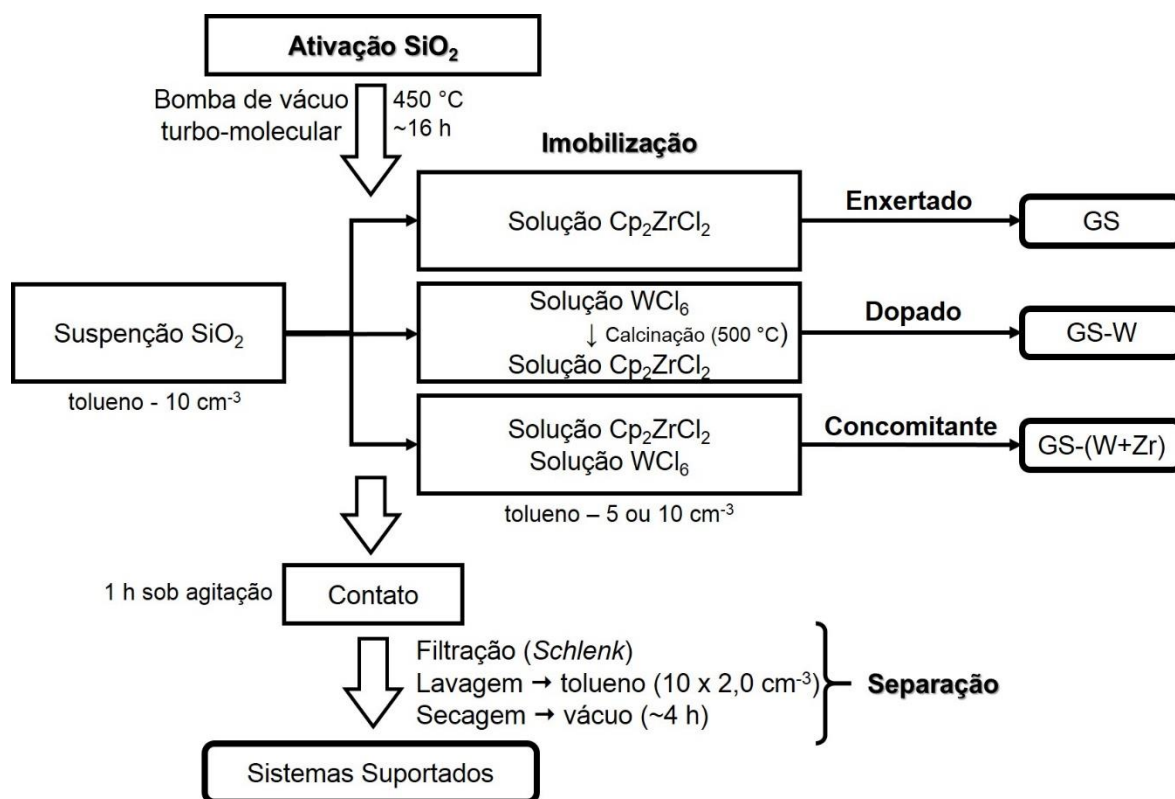 Ativação SiO₂
Bomba de vácuo
turbo-molecular
450 °C
~16 h
Imobilização
Solução Cp₂ZrCl₂
Enxertado
GS
Suspenção SiO₂
tolueno - 10 cm⁻³
Solução WCl₆
↓ Calcinação (500 °C)
Solução Cp₂ZrCl₂
Dopado
GS-W
Solução Cp₂ZrCl₂
Solução WCl₆
Concomitante
GS-(W+Zr)
tolueno – 5 ou 10 cm⁻³
1 h sob agitação
Contato
Filtração (Schlenk)
Lavagem → tolueno (10 x 2,0 cm⁻³)
Secagem → vácuo (~4 h)
Separação
Sistemas Suportados